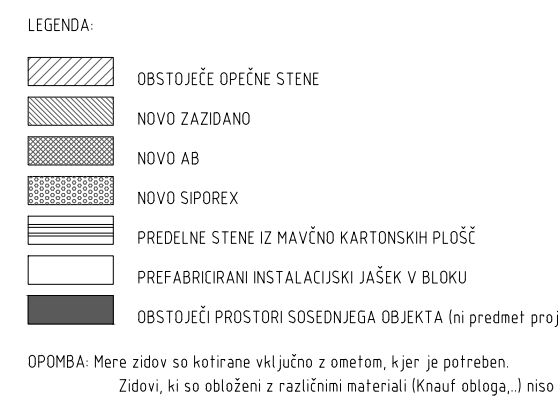 LEGENDA:
OBSTOJEČE OPEČNE STENE
NOVO ZAZIDANO
NOVO AB
NOVO SIPOREX
PREDELNE STENE IZ MAVČNO KARTONSKIH PLOŠČ
PREFABRICIRANI INSTALACIJSKI JAŠEK V BLOKU
OBSTOJEČI PROSTORI SOSEDNJEGA OBJEKTA (ni predmet proj
OPOMBA: Mere zidov so kotirane vključno z ometom, kjer je potreben.
Zidovi, ki so obloženi z različnimi materiali (Knauf obloga,..) niso